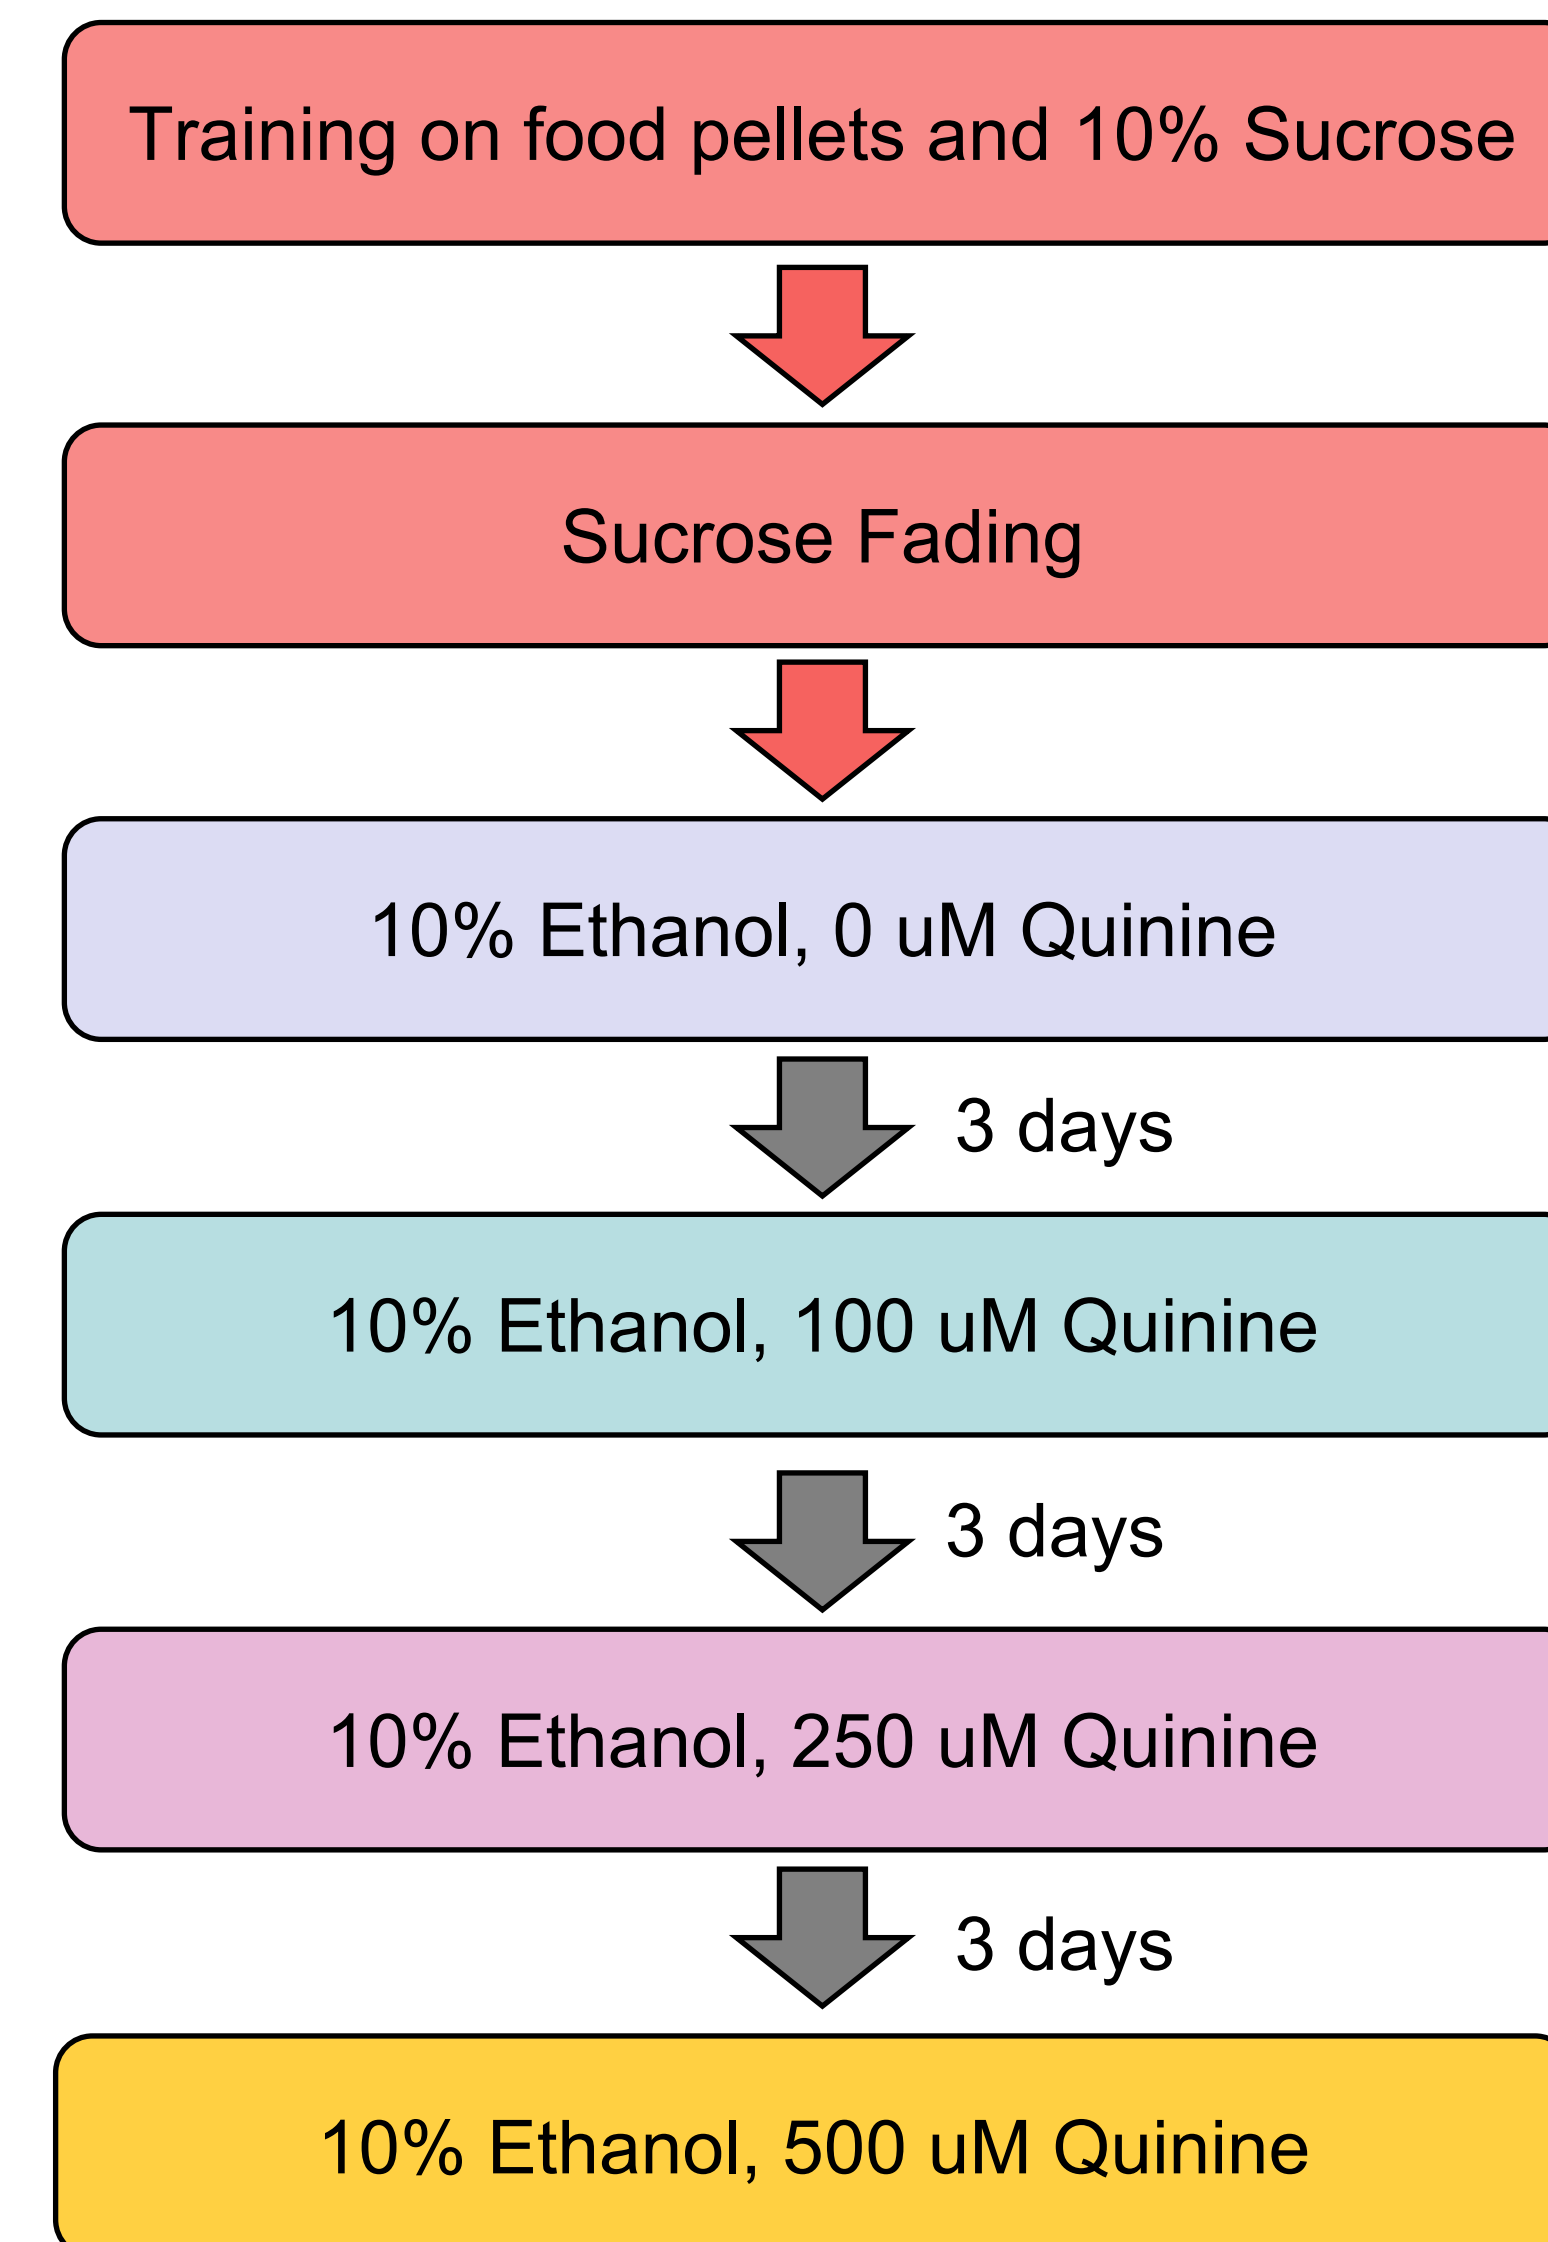 Training on food pellets and 10% Sucrose
Sucrose Fading
10% Ethanol, 0 uM Quinine
3 days
10% Ethanol, 100 uM Quinine
3 days
10% Ethanol, 250 uM Quinine
3 days
10% Ethanol, 500 uM Quinine